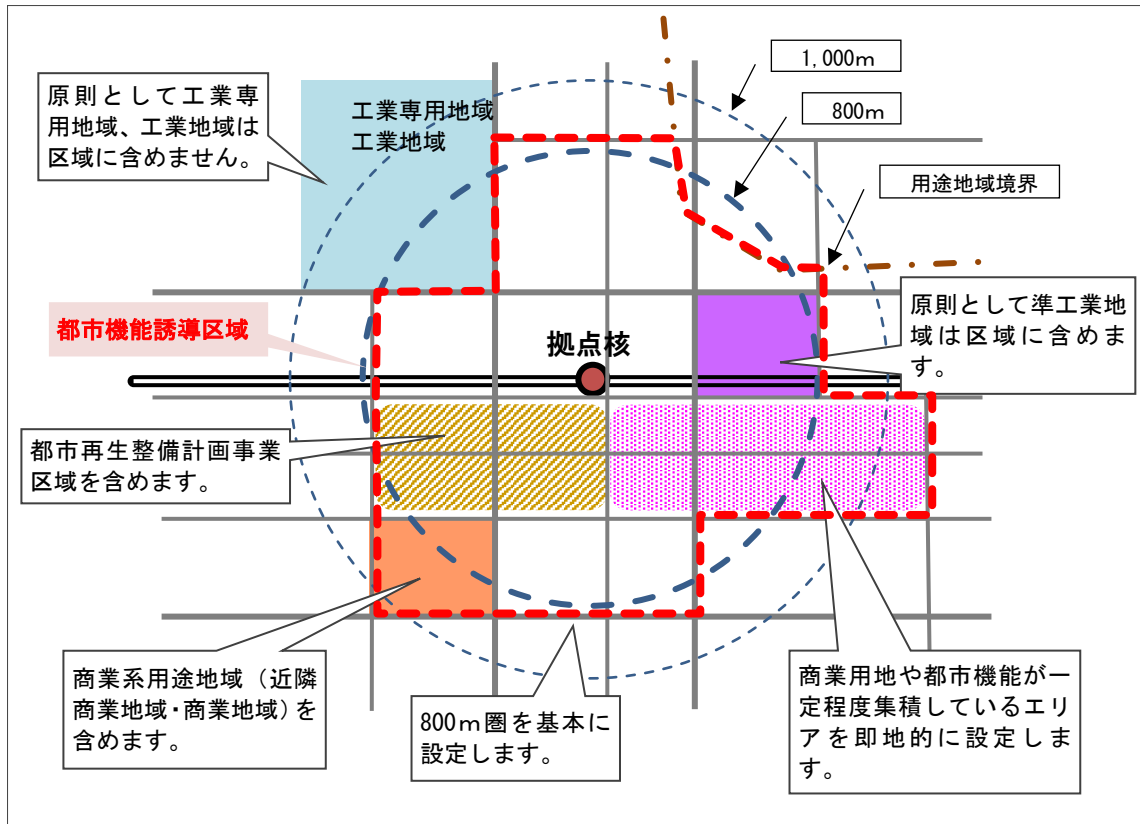 1,000ｍ
800ｍ
用途地域境界
原則として工業専
用地域、工業地域は
区域に含めません。
工業専用地域
工業地域
都市機能誘導区域
拠点核
原則として準工業地
域は区域に含めま
す。
都市再生整備計画事業
区域を含めます。
商業系用途地域（近隣
商業地域・商業地域）を
含めます。
800ｍ圏を基本に
設定します。
商業用地や都市機能が一
定程度集積しているエリ
アを即地的に設定しま
す。